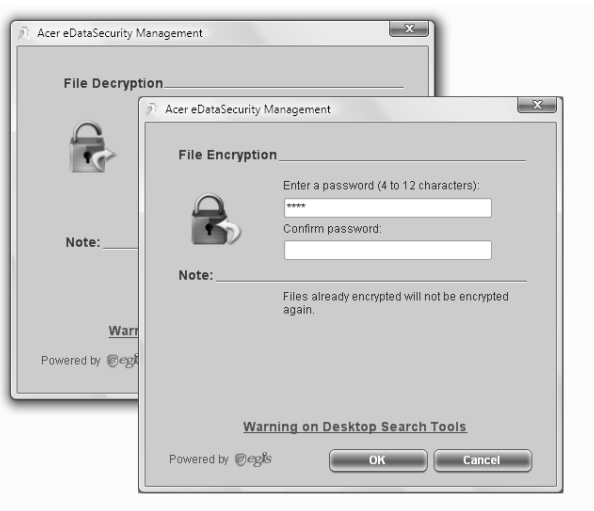 Acer eDataSecurity Management
x
File Decryption
Note:
Powered by
Acer eDataSecurity Management
x
File Encryption
Enter a password (4 to 12 characters):
****
Confirm password:
Note:
Files already encrypted will not be encrypted
again.
Warning on Desktop Search Tools
Powered by egis
OK
Cancel